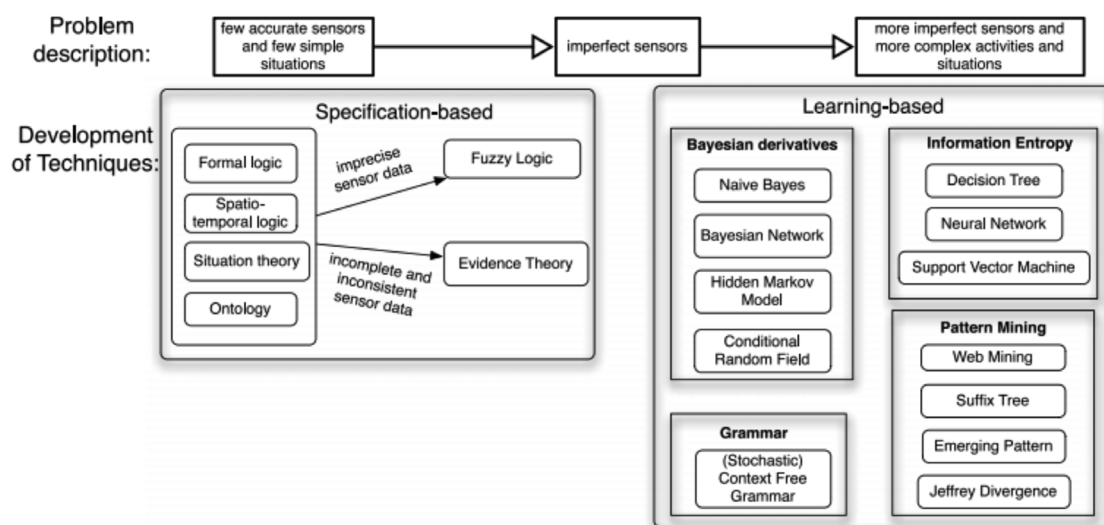 Problem
description:
few accurate sensors
and few simple
situations
imperfect sensors
more imperfect sensors and
more complex activities and
situations
Development
of Techniques:
Specification-based
Formal logic
Spatio-
temporal logic
Situation theory
Ontology
imprecise
sensor data
incomplete and
inconsistent
sensor data
Fuzzy Logic
Evidence Theory
Learning-based
Bayesian derivatives
Naive Bayes
Bayesian Network
Hidden Markov
Model
Conditional
Random Field
Grammar
(Stochastic)
Context Free
Grammar
Information Entropy
Decision Tree
Neural Network
Support Vector Machine
Pattern Mining
Web Mining
Suffix Tree
Emerging Pattern
Jeffrey Divergence